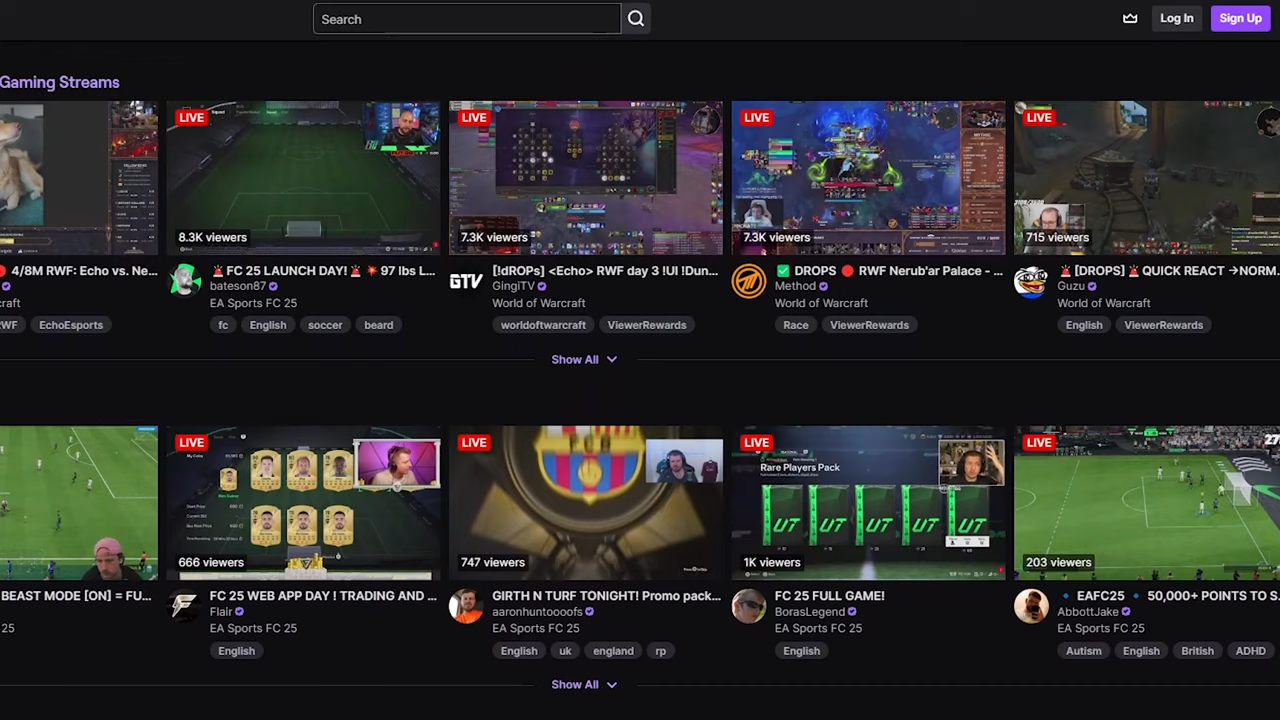 Search
Log In
Sign Up
Gaming Streams
LIVE
LIVE
LIVE
LIVE
8.3K viewers
7.3K viewers
7.3K viewers
715 viewers
4/8M RWF: Echo vs. Ne...
EchoEsports
FC 25 LAUNCH DAY! 97 lbs L...
bateson87
EA Sports FC 25
fc
English
soccer
beard
GTV
[!dROPs] <Echo> RWF day 3 !UI !Dun...
GingiTV
World of Warcraft
worldoftwarcraft
ViewerRewards
DROPS RWF Nerub'ar Palace - ...
Method
World of Warcraft
Race
ViewerRewards
[DROPS] QUICK REACT →NORM.
Guzu
World of Warcraft
English
ViewerRewards
Show All
LIVE
LIVE
LIVE
LIVE
Rare Players Pack
UT
UT
UT
UT
UT
666 viewers
747 viewers
1K viewers
203 viewers
BEAST MODE [ON] = FU...
25
FC 25 WEB APP DAY ! TRADING AND ...
Flair
EA Sports FC 25
English
GIRTH N TURF TONIGHT! Promo pack...
aaronhuntoooofs
EA Sports FC 25
English
uk
england
rp
FC 25 FULL GAME!
BorasLegend
EA Sports FC 25
English
EAFC25 50,000+ POINTS TO S.
AbbottJake
EA Sports FC 25
Autism
English
British
ADHD
Show All